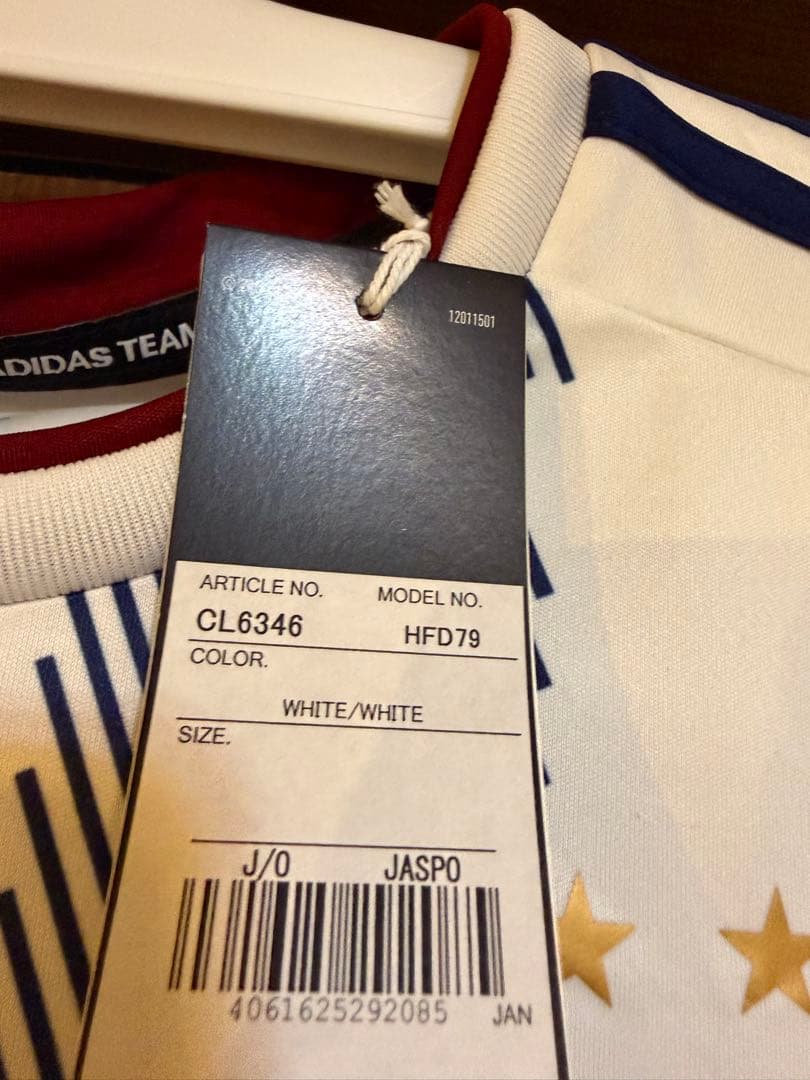 12011501
ADIDAS TEAM
ARTICLE NO. MODEL NO.
CL6346 HFD79
COLOR.
WHITE/WHITE
SIZE.
J/O JASPO
4061625292085 JAN